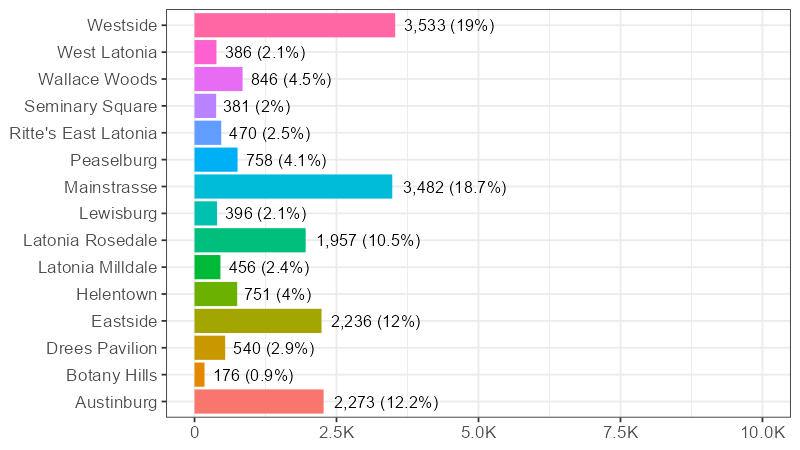 Westside 3,533 (19%)
West Latonia 386 (2.1%)
Wallace Woods 846 (4.5%)
Seminary Square 381 (2%)
Ritte's East Latonia 470 (2.5%)
Peaselburg 758 (4.1%)
Mainstrasse 3,482 (18.7%)
Lewisburg 396 (2.1%)
Latonia Rosedale 1,957 (10.5%)
Latonia Milldale 456 (2.4%)
Helentown 751 (4%)
Eastside 2,236 (12%)
Drees Pavilion 540 (2.9%)
Botany Hills 176 (0.9%)
Austinburg 2,273 (12.2%)
0 2.5K 5.0K 7.5K 10.0K